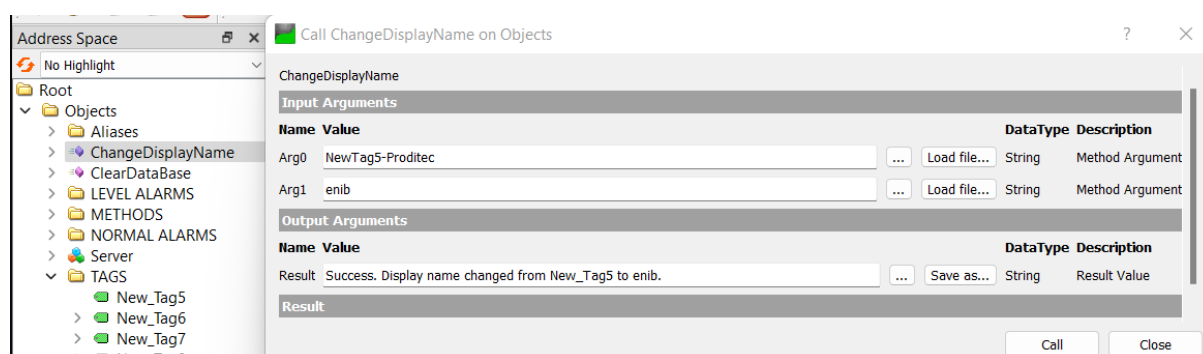 Address Space
No Highlight
Root
Objects
Aliases
ChangeDisplayName
ClearDataBase
LEVEL ALARMS
METHODS
NORMAL ALARMS
Server
TAGS
New_Tag5
New_Tag6
New_Tag7
Call ChangeDisplayName on Objects
ChangeDisplayName
Input Arguments
Name Value DataType Description
Arg0 NewTag5-Proditec ... Load file... String Method Argument
Arg1 enib ... Load file... String Method Argument
Output Arguments
Name Value DataType Description
Result Success. Display name changed from New_Tag5 to enib. ... Save as... String Result Value
Result
Call Close